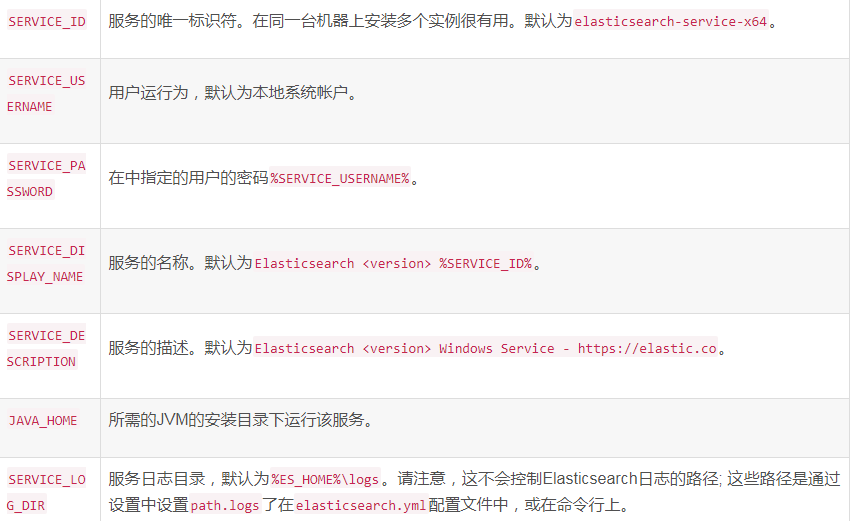 SERVICE_ID
服务的唯一标识符。在同一台机器上安装多个实例很有用。默认为elasticsearch-service-x64。
SERVICE_US
ERNAME
用户运行为，默认为本地系统帐户。
SERVICE_PA
SSWORD
在中指定的用户的密码%SERVICE_USERNAME%。
SERVICE_DI
SPLAY_NAME
服务的名称。默认为Elasticsearch <version> %SERVICE_ID%。
SERVICE_DE
SCRIPTION
服务的描述。默认为Elasticsearch <version> Windows Service - https://elastic.co。
JAVA_HOME
所需的JVM的安装目录下运行该服务。
SERVICE_LO
G_DIR
服务日志目录，默认为%ES_HOME%\logs。请注意，这不会控制Elasticsearch日志的路径; 这些路径是通过
设置中设置path.logs了在elasticsearch.yml配置文件中，或在命令行上。